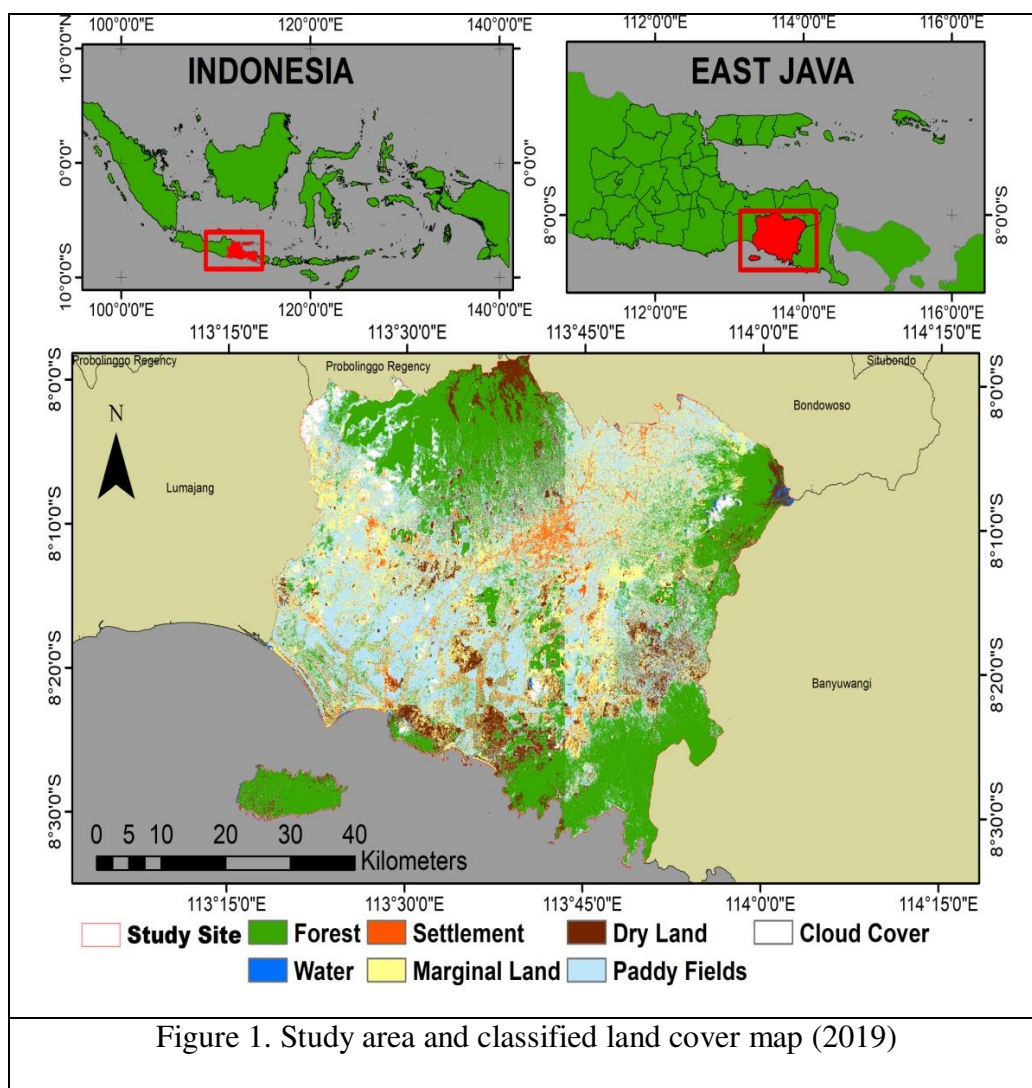 100°0'0"E 120°0'0"E 140°0'0"E
112°0'0"E 114°0'0"E 116°0'0"E
INDONESIA
EAST JAVA
10°0'0"N
0°0'0"
10°0'0"S
0°0'0"
8°0'0"S
8°0'0"S
100°0'0"E 120°0'0"E 140°0'0"E
112°0'0"E 114°0'0"E 116°0'0"E
113°15'0"E 113°30'0"E 113°45'0"E 114°0'0"E 114°15'0"E
Probolinggo Regency
Probolinggo Regency
Situbondo
8°0'0"S
8°0'0"S
N
Bondowoso
Lumajang
8°10'0"S
8°10'0"S
8°20'0"S
8°20'0"S
Banyuwangi
8°30'0"S
8°30'0"S
0 5 10 20 30 40
Kilometers
113°15'0"E 113°30'0"E 113°45'0"E 114°0'0"E 114°15'0"E
Study Site Forest Settlement Dry Land Cloud Cover
Water Marginal Land Paddy Fields
Figure 1. Study area and classified land cover map (2019)